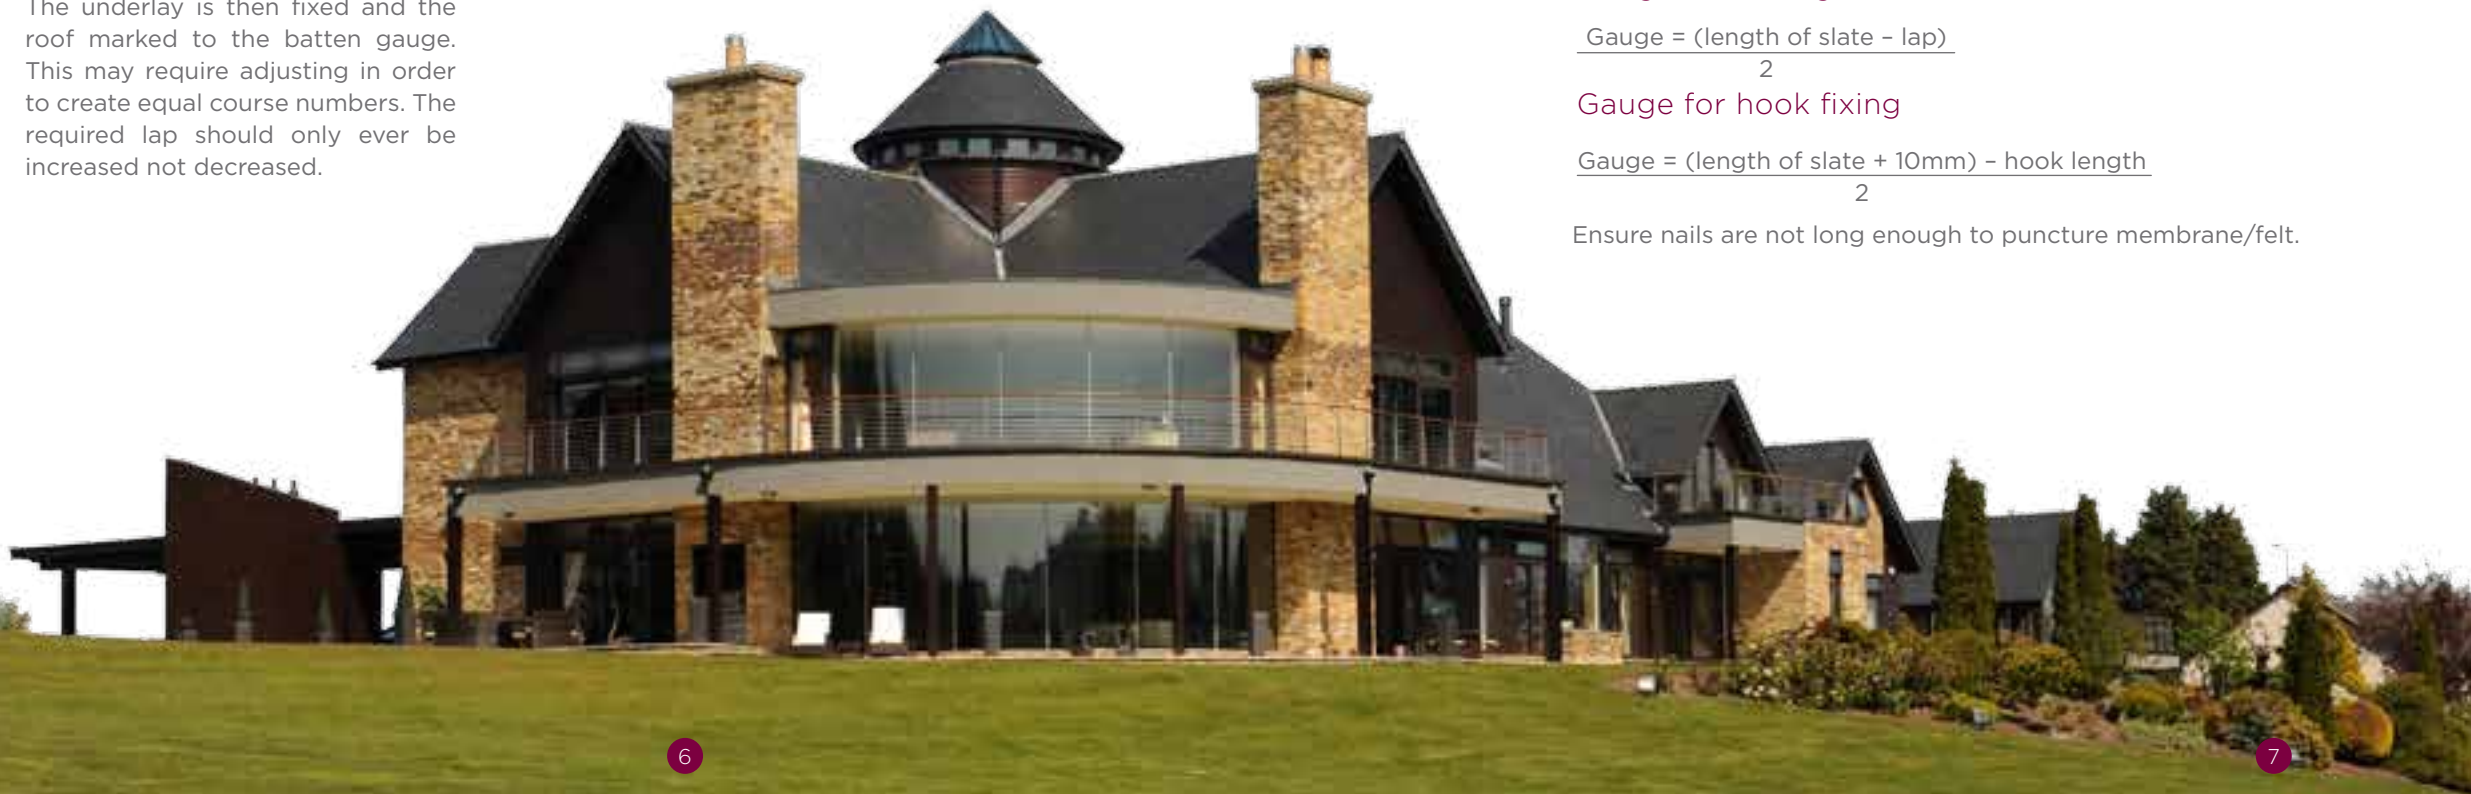 The underlay is then fixed and the
roof marked to the batten gauge.
This may require adjusting in order
to create equal course numbers. The
required lap should only ever be
increased not decreased.
Gauge = (length of slate – lap)
2
Gauge for hook fixing
Gauge = (length of slate + 10mm) – hook length
2
Ensure nails are not long enough to puncture membrane/felt.
6
7